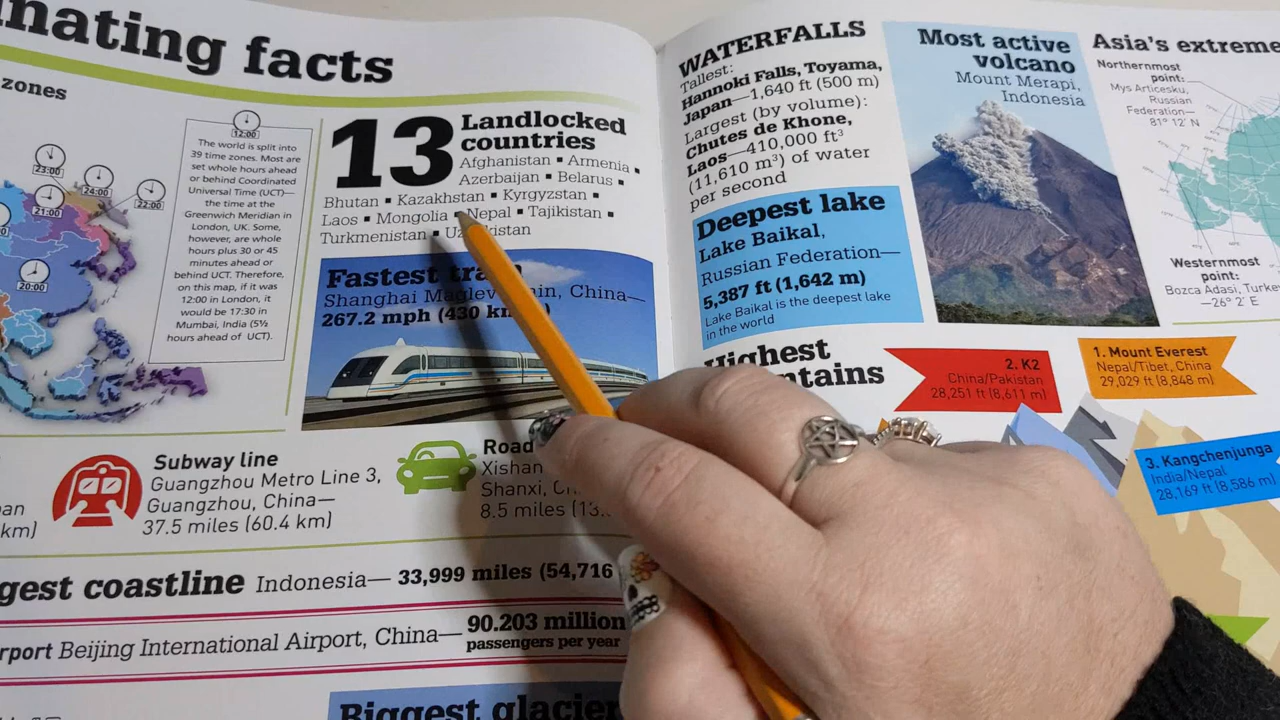 nating facts
zones
12:00
The world is split into
39 time zones. Most are
set whole hours ahead
or behind Coordinated
Universal Time (UCT)—
the time at the
Greenwich Meridian in
London, UK. Some,
however, are whole
hours plus 30 or 45
minutes ahead or
behind UCT. Therefore,
on this map, if it was
12:00 in London, it
would be 17:30 in
Mumbai, India (5½
hours ahead of UCT).
23:00
24:00
22:00
21:00
20:00
13 Landlocked
countries
Afghanistan ▪ Armenia ▪
Azerbaijan ▪ Belarus ▪
Bhutan ▪ Kazakhstan ▪ Kyrgyzstan ▪
Laos ▪ Mongolia ▪ Nepal ▪ Tajikistan ▪
Turkmenistan ▪
Fastest
Shanghai Maglev China—
267.2 mph (430
Subway line
Guangzhou Metro Line 3,
Guangzhou, China—
37.5 miles (60.4 km)
km)
Road
Xishan
Shanxi,
8.5 miles
gest coastline Indonesia— 33,999 miles (54,716
rport Beijing International Airport, China— 90.203 million
passengers per year
Biggest glacier
WATERFALLS
Tallest:
Hannoki Falls, Toyama,
Japan—1,640 ft (500 m)
Largest (by volume):
Chutes de Khone,
Laos—410,000 ft³
(11,610 m³) of water
per second
Deepest lake
Lake Baikal,
Russian Federation—
5,387 ft (1,642 m)
Lake Baikal is the deepest lake
in the world
Most active
volcano
Mount Merapi,
Indonesia
Asia's extreme
Northernmost
point:
Mys Articesku,
Russian
Federation—
81° 12' N
Westernmost
point:
Bozca Adasi, Turkey
—26° 2' E
Highest
ntains
2. K2
China/Pakistan
28,251 ft (8,611 m)
1. Mount Everest
Nepal/Tibet, China
29,029 ft (8,848 m)
3. Kangchenjunga
India/Nepal
28,169 ft (8,586 m)